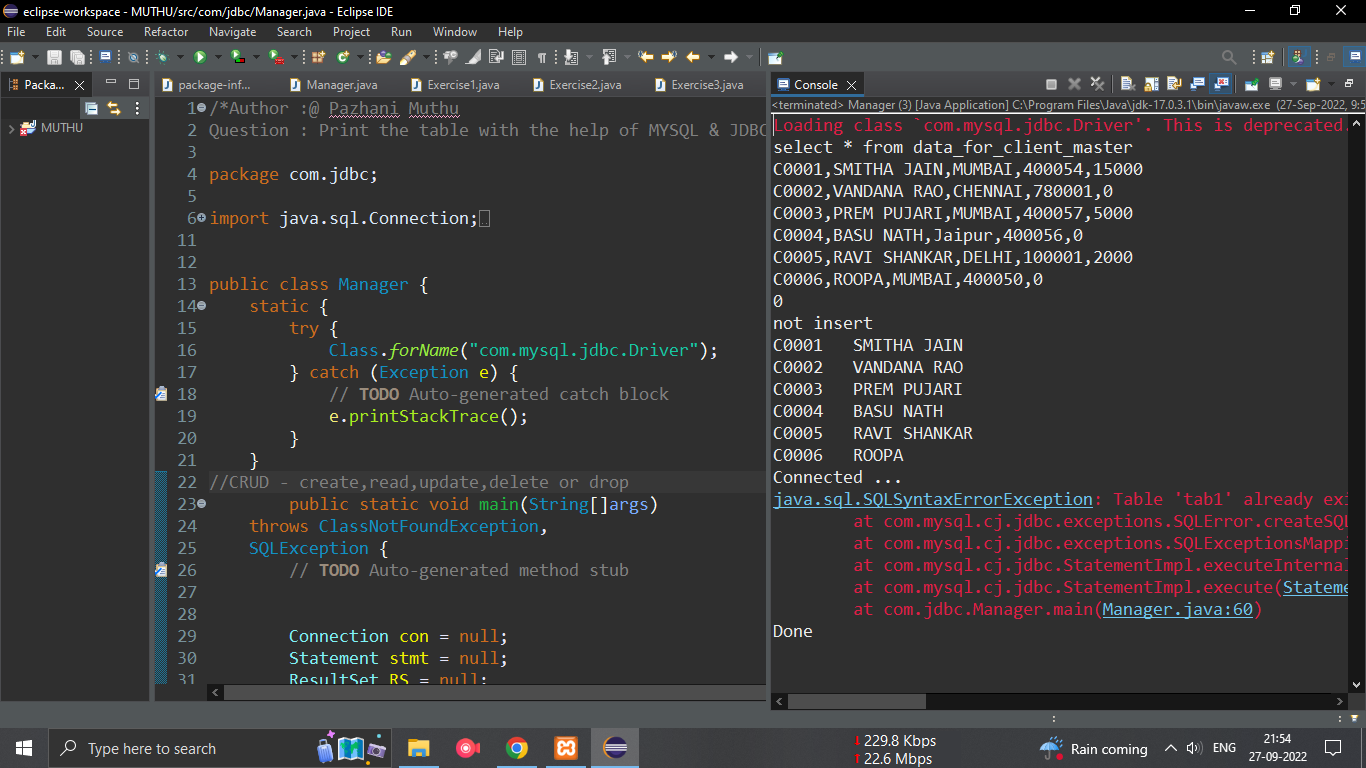 eclipse-workspace - MUTHU/src/com/jdbc/Manager.java - Eclipse IDE
File Edit Source Refactor Navigate Search Project Run Window Help
Packa...
MUTHU
package-inf... Manager.java Exercise1.java Exercise2.java Exercise3.java
1 /*Author :@ Pazhani Muthu
2 Question : Print the table with the help of MYSQL & JDBC
3
4 package com.jdbc;
5
6 import java.sql.Connection;
11
12
13 public class Manager {
14 static {
15 try {
16 Class.forName("com.mysql.jdbc.Driver");
17 } catch (Exception e) {
18 // TODO Auto-generated catch block
19 e.printStackTrace();
20 }
21 }
22 //CRUD - create,read,update,delete or drop
23 public static void main(String[]args)
24 throws ClassNotFoundException,
25 SQLException {
26 // TODO Auto-generated method stub
27
28
29 Connection con = null;
30 Statement stmt = null;
31 ResultSet RS = null;
Console
<terminated> Manager (3) [Java Application] C:\Program Files\Java\jdk-17.0.3.1\bin\javaw.exe (27-Sep-2022, 9:5
Loading class `com.mysql.jdbc.Driver'. This is deprecated.
select * from data_for_client_master
C0001,SMITHA JAIN,MUMBAI,400054,15000
C0002,VANDANA RAO,CHENNAI,780001,0
C0003,PREM PUJARI,MUMBAI,400057,5000
C0004,BASU NATH,Jaipur,400056,0
C0005,RAVI SHANKAR,DELHI,100001,2000
C0006,ROOPA,MUMBAI,400050,0
0
not insert
C0001 SMITHA JAIN
C0002 VANDANA RAO
C0003 PREM PUJARI
C0004 BASU NATH
C0005 RAVI SHANKAR
C0006 ROOPA
Connected ...
java.sql.SQLSyntaxErrorException: Table 'tab1' already exi
at com.mysql.cj.jdbc.exceptions.SQLError.createSQL
at com.mysql.cj.jdbc.exceptions.SQLExceptionsMappi
at com.mysql.cj.jdbc.StatementImpl.executeInternal
at com.mysql.cj.jdbc.StatementImpl.execute(Stateme
at com.jdbc.Manager.main(Manager.java:60)
Done
Type here to search
229.8 Kbps
22.6 Mbps
Rain coming
ENG
21:54
27-09-2022